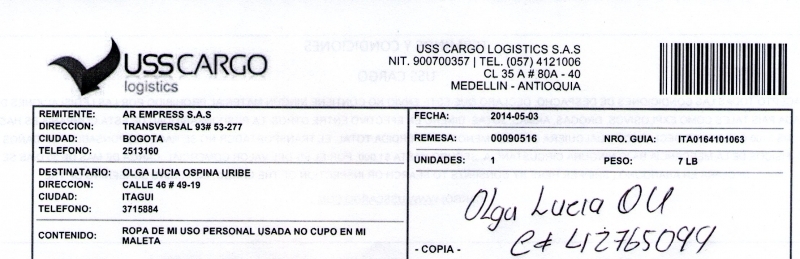 USSCARGO
logistics
USS CARGO LOGISTICS S.A.S
NIT. 900700357 | TEL. (057) 4121006
CL 35 A # 80A - 40
MEDELLIN - ANTIOQUIA
REMITENTE: AR EMPRESS S.A.S
DIRECCION: TRANSVERSAL 93# 53-277
CIUDAD: BOGOTA
TELEFONO: 2513160
DESTINATARIO: OLGA LUCIA OSPINA URIBE
DIRECCION: CALLE 46 # 49-19
CIUDAD: ITAGUI
TELEFONO: 3715884
CONTENIDO: ROPA DE MI USO PERSONAL USADA NO CUPO EN MI
MALETA
FECHA: 2014-05-03
REMESA: 00090516 NRO. GUIA: ITA0164101063
UNIDADES: 1 PESO: 7 LB
Olga Lucia OU
C# 42765099
- COPIA -